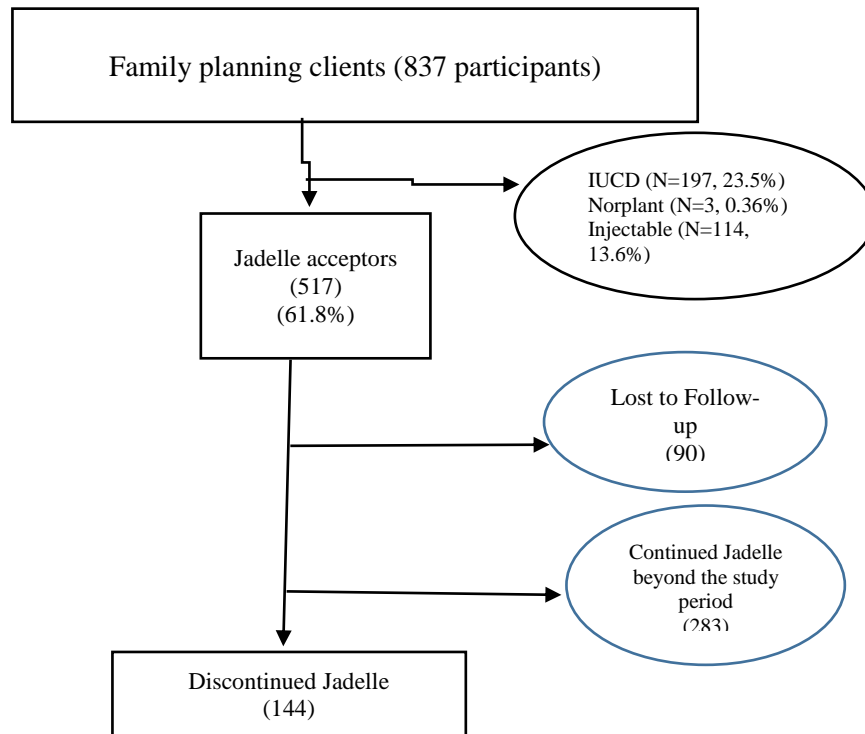 Family planning clients (837 participants)
IUCD (N=197, 23.5%)
Norplant (N=3, 0.36%)
Injectable (N=114,
13.6%)
Jadelle acceptors
(517)
(61.8%)
Lost to Follow-
up
(90)
Continued Jadelle
beyond the study
period
(283)
Discontinued Jadelle
(144)